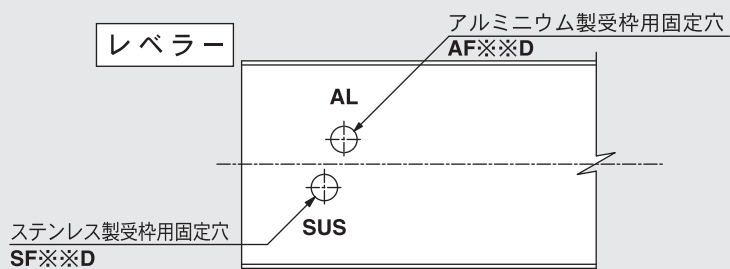 レベラー
アルミニウム製受枠用固定穴
AF※※D
AL
SUS
ステンレス製受枠用固定穴
SF※※D